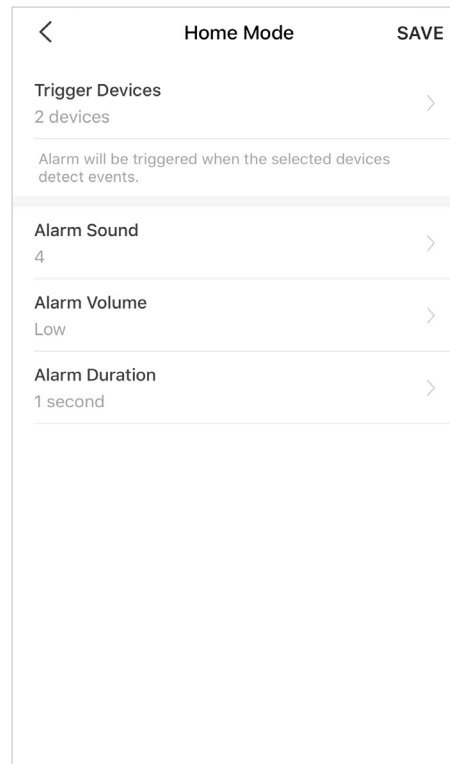 Home Mode SAVE
Trigger Devices
2 devices
Alarm will be triggered when the selected devices
detect events.
Alarm Sound
4
Alarm Volume
Low
Alarm Duration
1 second